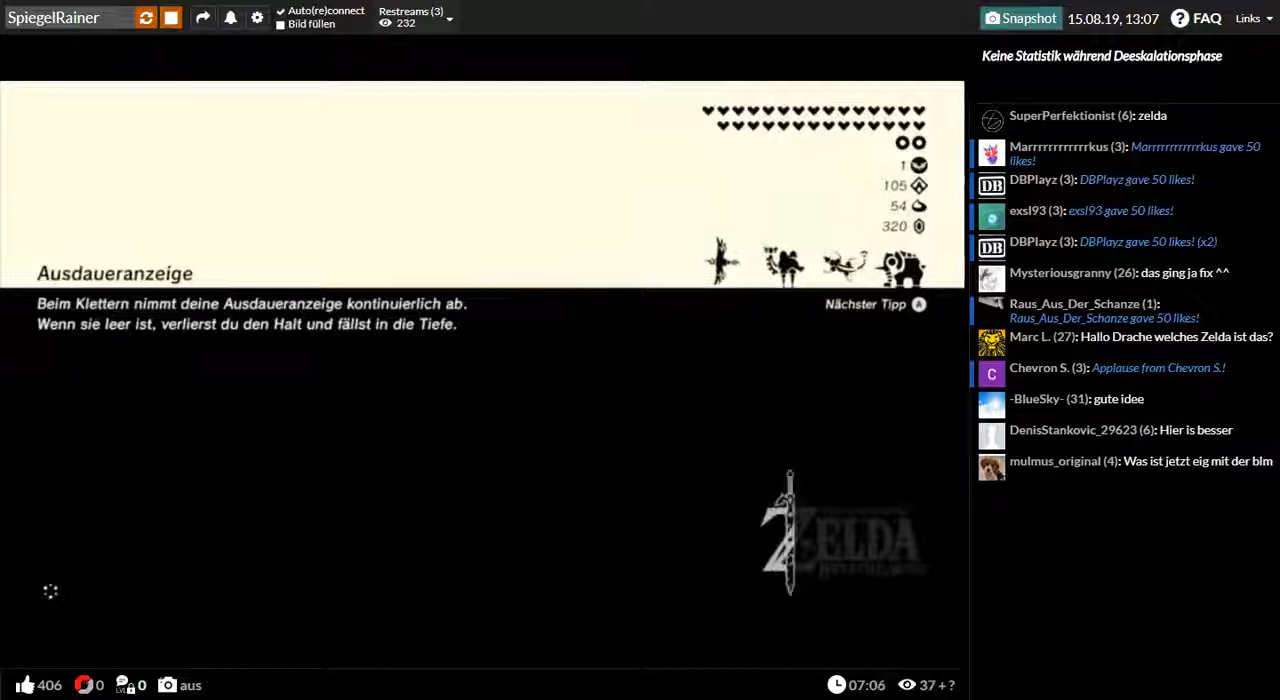 SpiegelRainer
Auto(re)connect
Bild füllen
Restreams (3)
232
Snapshot
15.08.19, 13:07
FAQ
Links
Keine Statistik während Deeskalationsphase
1
105
54
320
Ausdaueranzeige
Beim Klettern nimmt deine Ausdaueranzeige kontinuierlich ab.
Wenn sie leer ist, verlierst du den Halt und fällst in die Tiefe.
Nächster Tipp A
ZELDA
SuperPerfektionist (6): zelda
Marrrrrrrrrrrkus (3): Marrrrrrrrrrrkus gave 50
likes!
DB
DBPlayz (3): DBPlayz gave 50 likes!
exsl93 (3): exsl93 gave 50 likes!
DB
DBPlayz (3): DBPlayz gave 50 likes! (x2)
Mysteriousgranny (26): das ging ja fix ^^
Raus_Aus_Der_Schanze (1):
Raus_Aus_Der_Schanze gave 50 likes!
Marc L. (27): Hallo Drache welches Zelda ist das?
C
Chevron S. (3): Applause from Chevron S.!
-BlueSky- (31): gute idee
DenisStankovic_29623 (6): Hier is besser
mulmus_original (4): Was ist jetzt eig mit der blm
406
0
LVL
0
aus
07:06
37 + ?